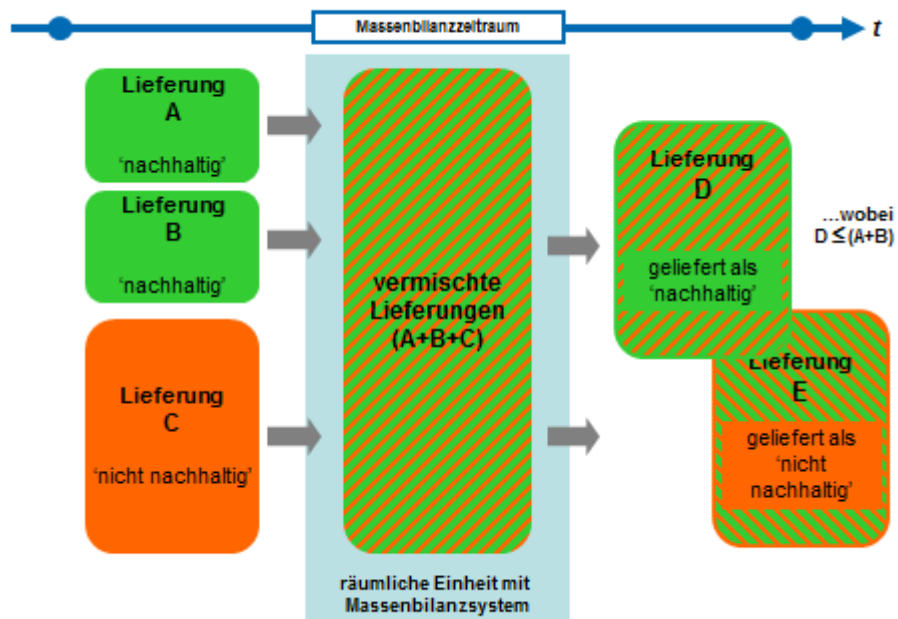 Massenbilanzzeitraum
t
Lieferung
A
‘nachhaltig’
Lieferung
B
‘nachhaltig’
Lieferung
C
‘nicht nachhaltig’
vermischte
Lieferungen
(A+B+C)
räumliche Einheit mit
Massenbilanzsystem
Lieferung
D
geliefert als
‘nachhaltig’
...wobei
D ≤(A+B)
Lieferung
E
geliefert als
‘nicht
nachhaltig’